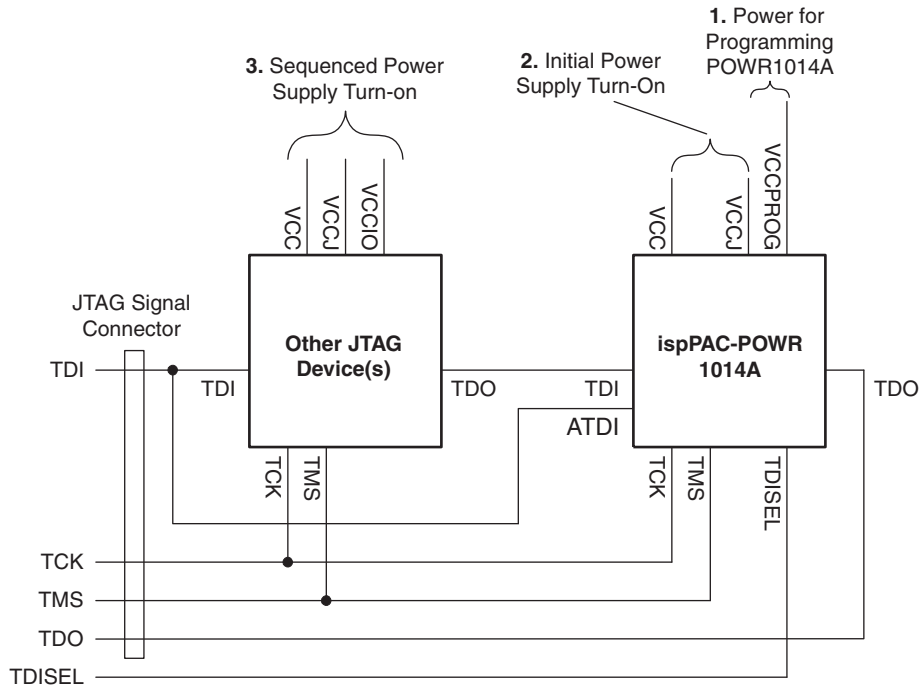 1. Power for
Programming
POWR1014A
2. Initial Power
Supply Turn-On
3. Sequenced Power
Supply Turn-on
VCC
VCCJ
VCCIO
VCC
VCCJ
VCCPROG
JTAG Signal
Connector
Other JTAG
Device(s)
ispPAC-POWR
1014A
TDI
TDI
TDO
TDI
TDO
ATDI
TCK
TMS
TCK
TMS
TDISEL
TCK
TMS
TDO
TDISEL